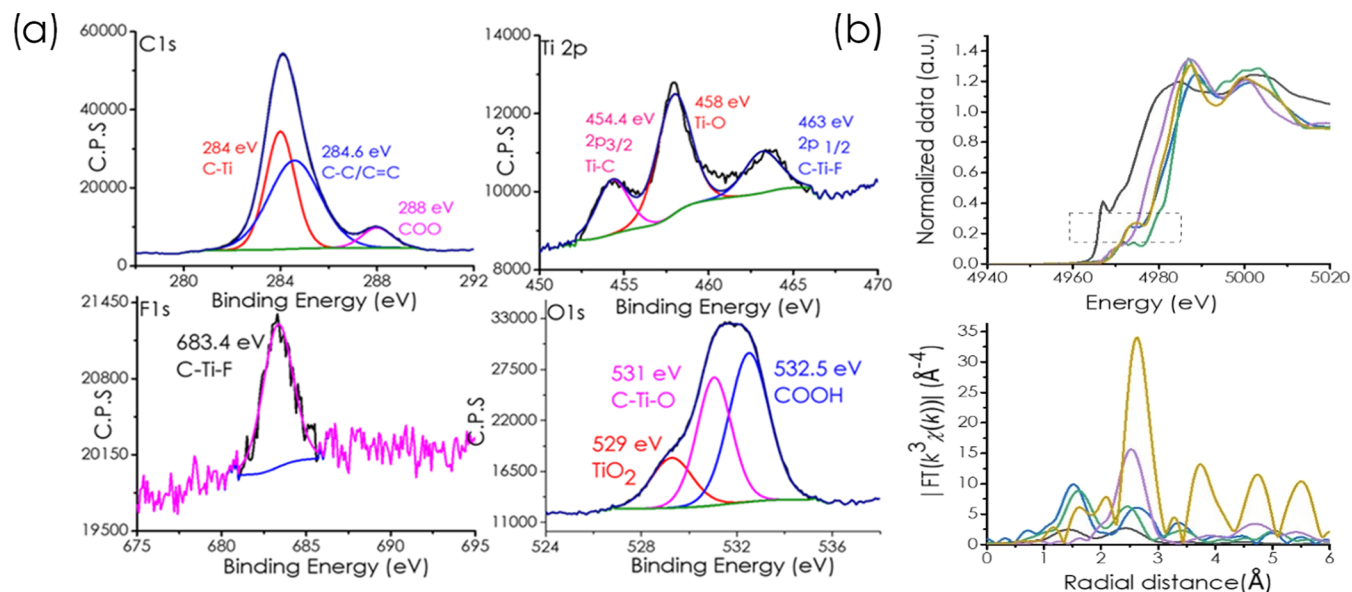 (a)
(b)
C1s
60000
40000
20000
0
C.P.S
284 eV
C-Ti
284.6 eV
C-C/C=C
288 eV
COO
280
284
288
292
Binding Energy (eV)
Ti 2p
14000
12000
10000
8000
C.P.S
454.4 eV
2p3/2
Ti-C
458 eV
Ti-O
463 eV
2p 1/2
C-Ti-F
450
455
460
465
470
Binding Energy (eV)
1.4
1.2
1.0
0.8
0.6
0.4
0.2
0.0
Normalized data (a.u.)
4940
4960
4980
5000
5020
Energy (eV)
F1s
21450
20800
20150
19500
C.P.S
683.4 eV
C-Ti-F
675
680
685
690
695
Binding Energy (eV)
O1s
33000
27500
22000
16500
11000
C.P.S
529 eV
TiO2
531 eV
C-Ti-O
532.5 eV
COOH
524
528
532
536
Binding Energy (eV)
35
30
25
20
15
10
5
0
|FT(k³χ(k))| (Å⁻⁴)
0
1
2
3
4
5
6
Radial distance(Å)